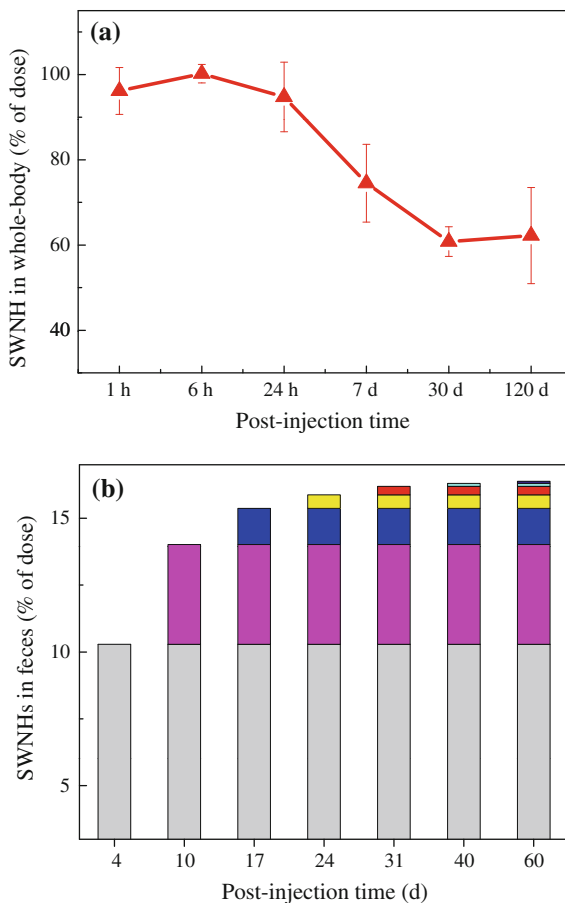 (a)
SWNH in whole-body (% of dose)
100
80
60
40
1 h 6 h 24 h 7 d 30 d 120 d
Post-injection time
(b)
SWNHs in feces (% of dose)
15
10
5
4 10 17 24 31 40 60
Post-injection time (d)